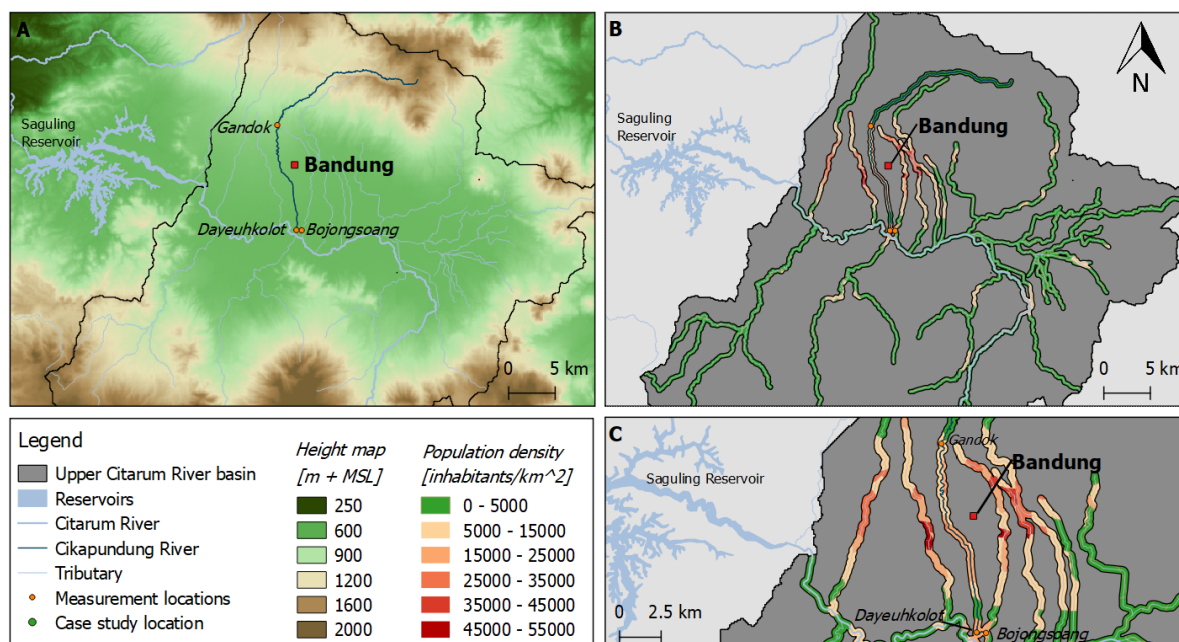 A
Gandok
Saguling
Reservoir
Bandung
Dayeuhkolot
Bojongsoang
0
5 km
B
N
Saguling
Reservoir
Bandung
0
5 km
Legend
Upper Citarum River basin
Reservoirs
Citarum River
Cikapundung River
Tributary
Measurement locations
Case study location
Height map
[m + MSL]
250
600
900
1200
1600
2000
Population density
[inhabitants/km^2]
0 - 5000
5000 - 15000
15000 - 25000
25000 - 35000
35000 - 45000
45000 - 55000
C
Gandok
Bandung
Saguling Reservoir
0
2.5 km
Dayeuhkolot
Bojongsoang